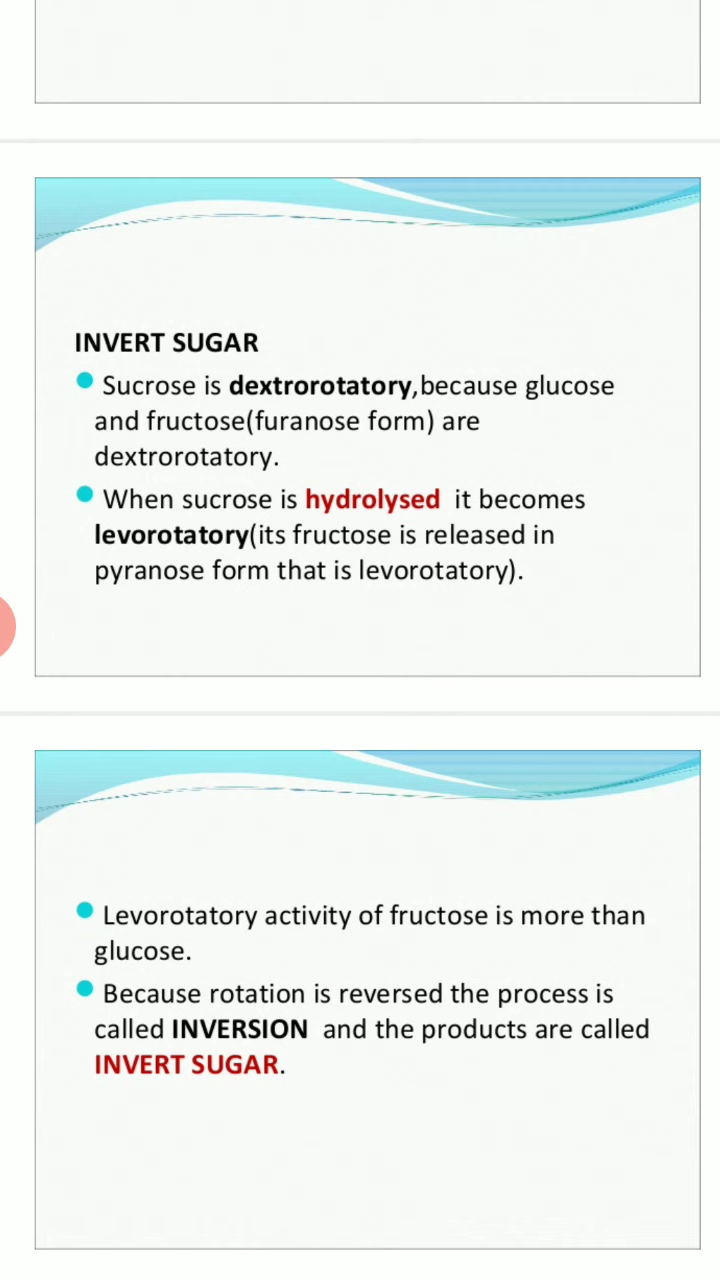 INVERT SUGAR
Sucrose is dextrorotatory,because glucose
and fructose(furanose form) are
dextrorotatory.
When sucrose is hydrolysed it becomes
levorotatory(its fructose is released in
pyranose form that is levorotatory).
Levorotatory activity of fructose is more than
glucose.
Because rotation is reversed the process is
called INVERSION and the products are called
INVERT SUGAR.